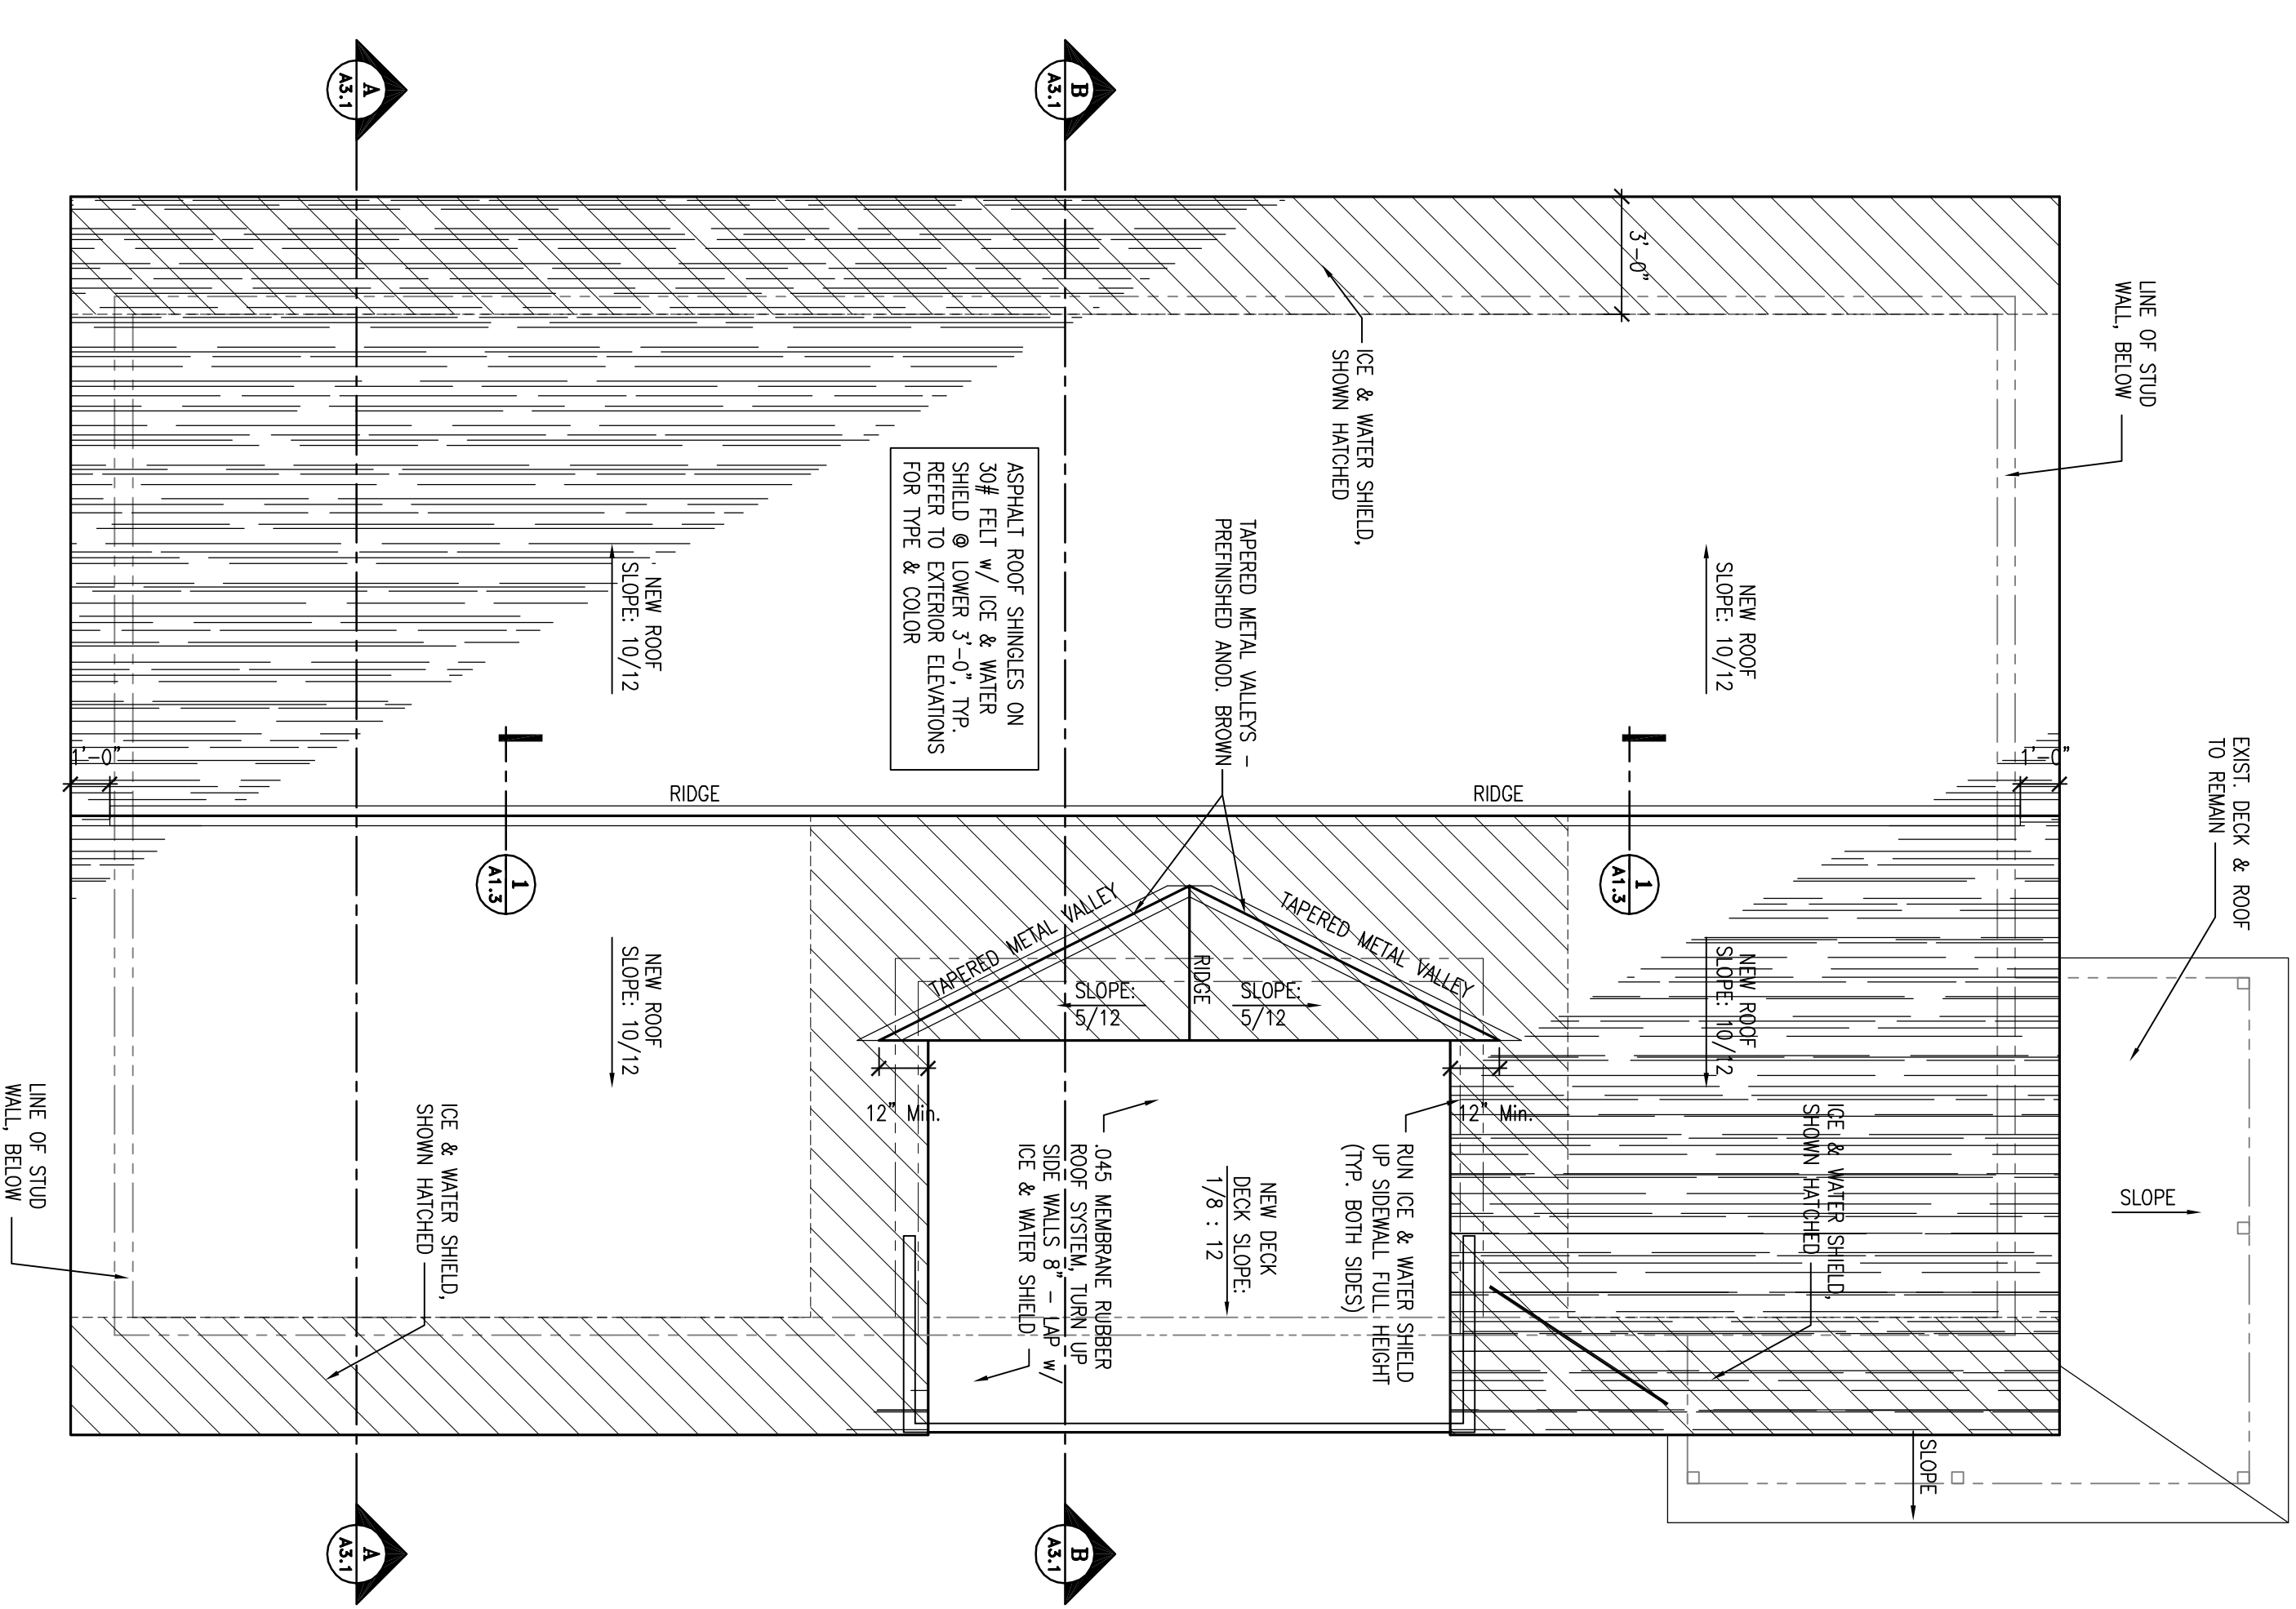 A
A3.1
B
A3.1
3'-0"
LINE OF STUD
WALL, BELOW
ICE & WATER SHIELD,
SHOWN HATCHED
ASPHALT ROOF SHINGLES ON
30# FELT w/ ICE & WATER
SHIELD @ LOWER 3'-0", TYP.
REFER TO EXTERIOR ELEVATIONS
FOR TYPE & COLOR
TAPERED METAL VALLEYS -
PREFINISHED ANOD. BROWN
NEW ROOF
SLOPE: 10/12
NEW ROOF
SLOPE: 10/12
EXIST. DECK & ROOF
TO REMAIN
1'-0"
1'-0"
RIDGE
RIDGE
1
A1.3
1
A1.3
TAPERED METAL VALLEY
TAPERED METAL VALLEY
RIDGE
SLOPE:
5/12
SLOPE:
5/12
NEW ROOF
SLOPE: 10/12
NEW ROOF
SLOPE: 10/12
12" Min.
12" Min.
ICE & WATER SHIELD,
SHOWN HATCHED
ICE & WATER SHIELD,
SHOWN HATCHED
RUN ICE & WATER SHIELD
UP SIDEWALL FULL HEIGHT
(TYP. BOTH SIDES)
NEW DECK
DECK SLOPE:
1/8 : 12
.045 MEMBRANE RUBBER
ROOF SYSTEM, TURN UP
SIDE WALLS 8" - LAP w/
ICE & WATER SHIELD
SLOPE
SLOPE
LINE OF STUD
WALL, BELOW
A
A3.1
B
A3.1